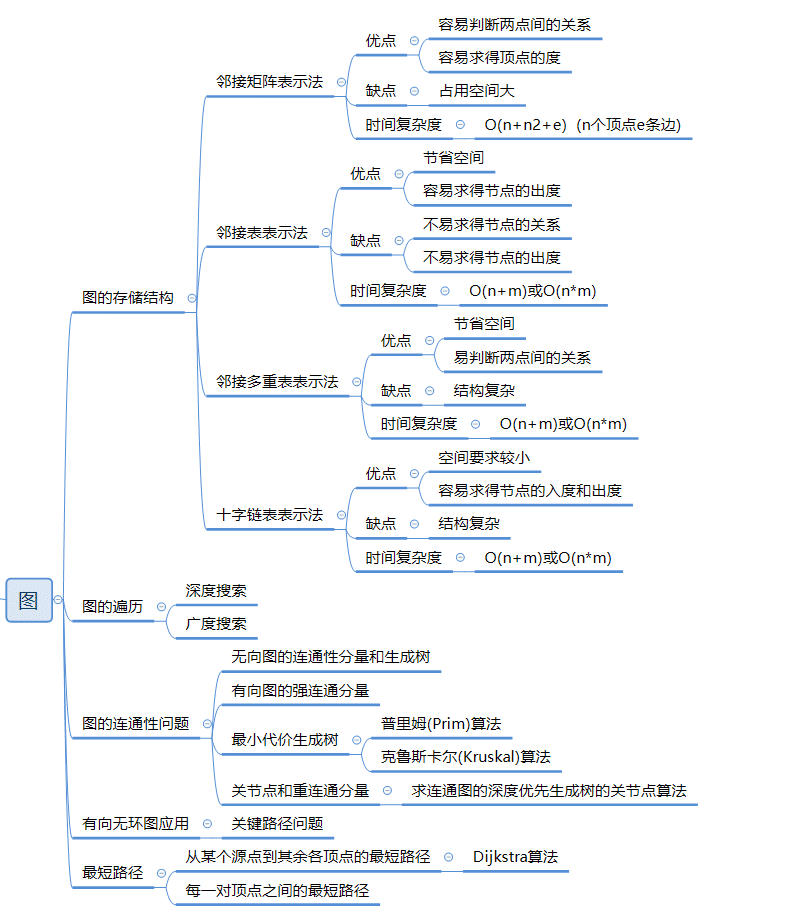 图
图的存储结构
邻接矩阵表示法
优点
容易判断两点间的关系
容易求得顶点的度
缺点
占用空间大
时间复杂度
O(n+n2+e)（n个顶点e条边)
邻接表表示法
优点
节省空间
容易求得节点的出度
缺点
不易求得节点的关系
不易求得节点的出度
时间复杂度
O(n+m)或O(n*m)
邻接多重表表示法
优点
节省空间
易判断两点间的关系
缺点
结构复杂
时间复杂度
O(n+m)或O(n*m)
十字链表表示法
优点
空间要求较小
容易求得节点的入度和出度
缺点
结构复杂
时间复杂度
O(n+m)或O(n*m)
图的遍历
深度搜索
广度搜索
图的连通性问题
无向图的连通性分量和生成树
有向图的强连通分量
最小代价生成树
普里姆(Prim)算法
克鲁斯卡尔(Kruskal)算法
关节点和重连通分量
求连通图的深度优先生成树的关节点算法
有向无环图应用
关键路径问题
最短路径
从某个源点到其余各顶点的最短路径
Dijkstra算法
每一对顶点之间的最短路径